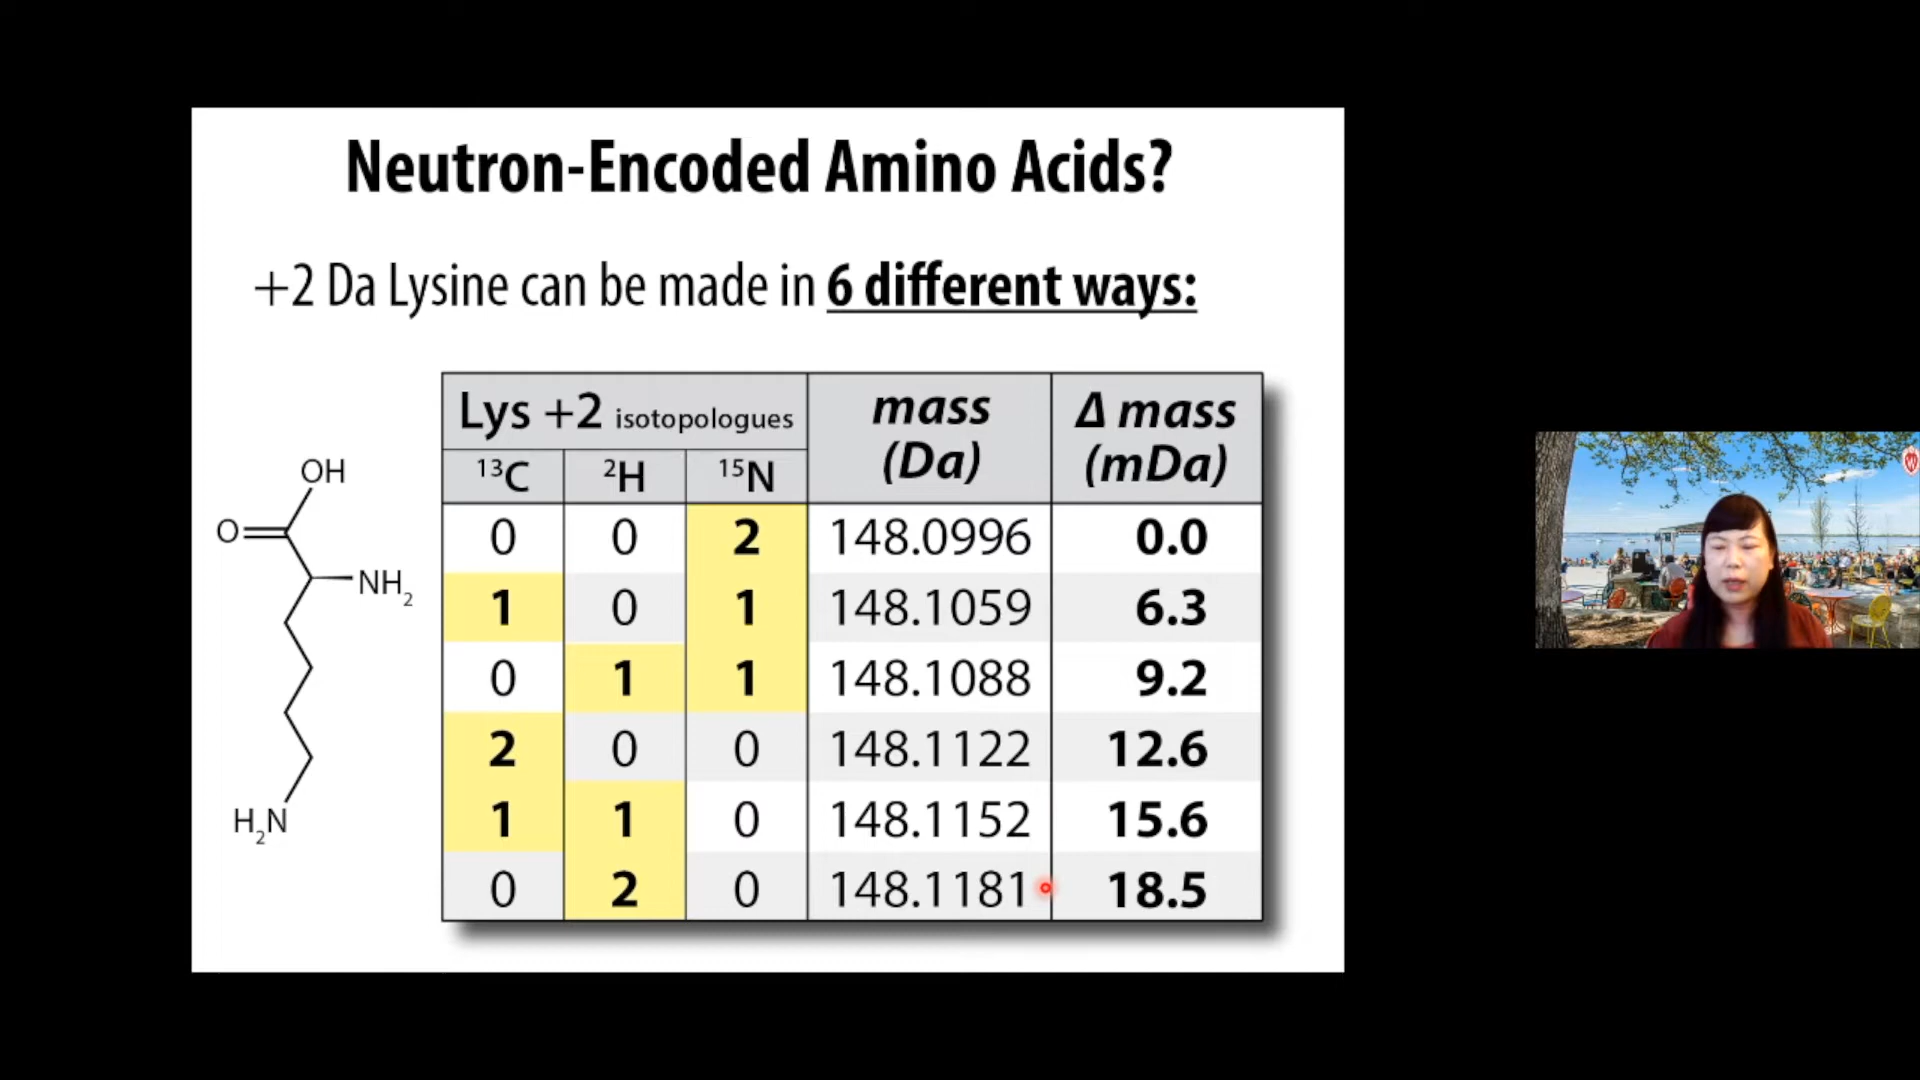 Neutron-Encoded Amino Acids?
+2 Da Lysine can be made in 6 different ways:
Lys +2 isotopologues mass (Da) Δ mass (mDa)
¹³C ²H ¹⁵N
0 0 2 148.0996 0.0
1 0 1 148.1059 6.3
0 1 1 148.1088 9.2
2 0 0 148.1122 12.6
1 1 0 148.1152 15.6
0 2 0 148.1181 18.5
OH
O
NH₂
H₂N
W